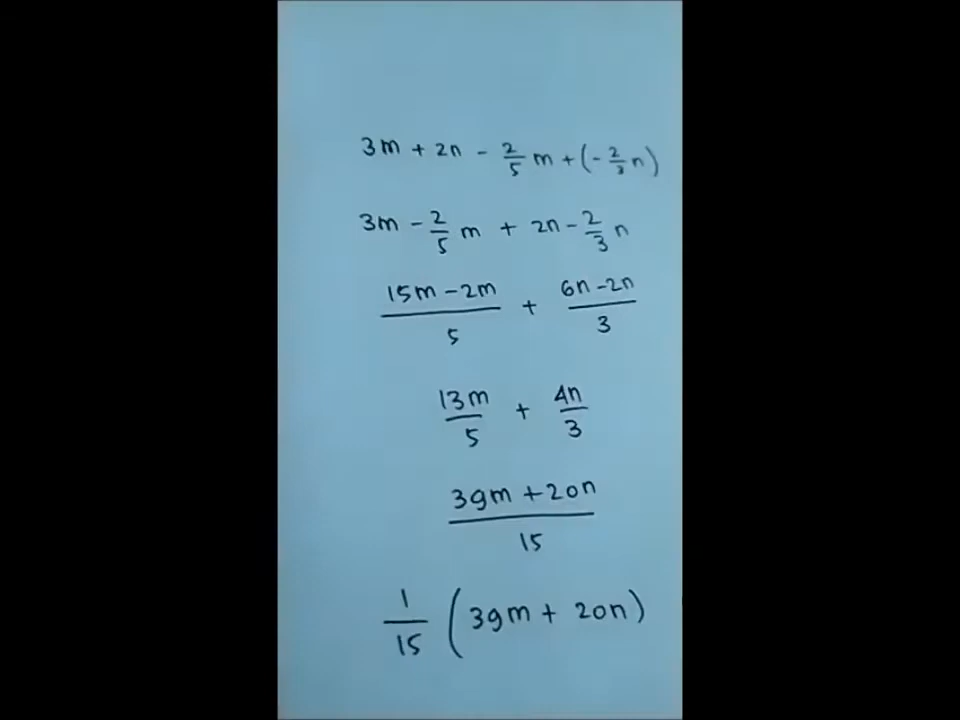 3m + 2n - 2/5 m + (- 2/3 n)
3m - 2/5 m + 2n - 2/3 n
(15m - 2m)/5 + (6n - 2n)/3
13m/5 + 4n/3
(39m + 20n)/15
1/15 (39m + 20n)